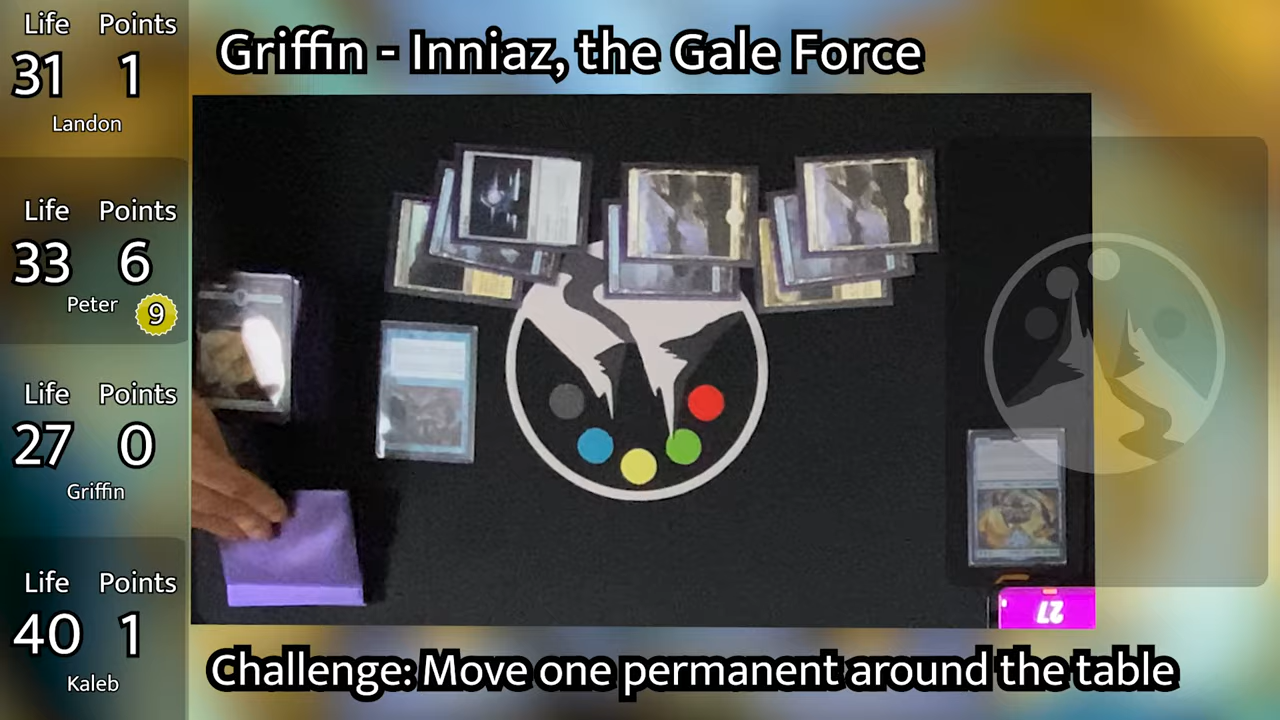 Life Points
31 1
Landon
Life Points
33 6
Peter 9
Life Points
27 0
Griffin
Life Points
40 1
Kaleb
Griffin - Inniaz, the Gale Force
27
Challenge: Move one permanent around the table